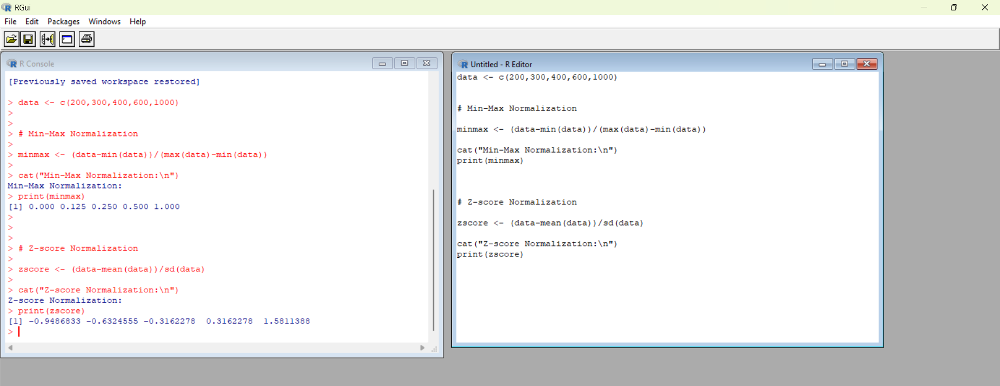 RGui
File Edit Packages Windows Help
R Console
[Previously saved workspace restored]
> data <- c(200,300,400,600,1000)
>
>
> # Min-Max Normalization
>
> minmax <- (data-min(data))/(max(data)-min(data))
>
> cat("Min-Max Normalization:\n")
Min-Max Normalization:
> print(minmax)
[1] 0.000 0.125 0.250 0.500 1.000
>
>
>
> # Z-score Normalization
>
> zscore <- (data-mean(data))/sd(data)
>
> cat("Z-score Normalization:\n")
Z-score Normalization:
> print(zscore)
[1] -0.9486833 -0.6324555 -0.3162278  0.3162278  1.5811388
>
Untitled - R Editor
data <- c(200,300,400,600,1000)
# Min-Max Normalization
minmax <- (data-min(data))/(max(data)-min(data))
cat("Min-Max Normalization:\n")
print(minmax)
# Z-score Normalization
zscore <- (data-mean(data))/sd(data)
cat("Z-score Normalization:\n")
print(zscore)